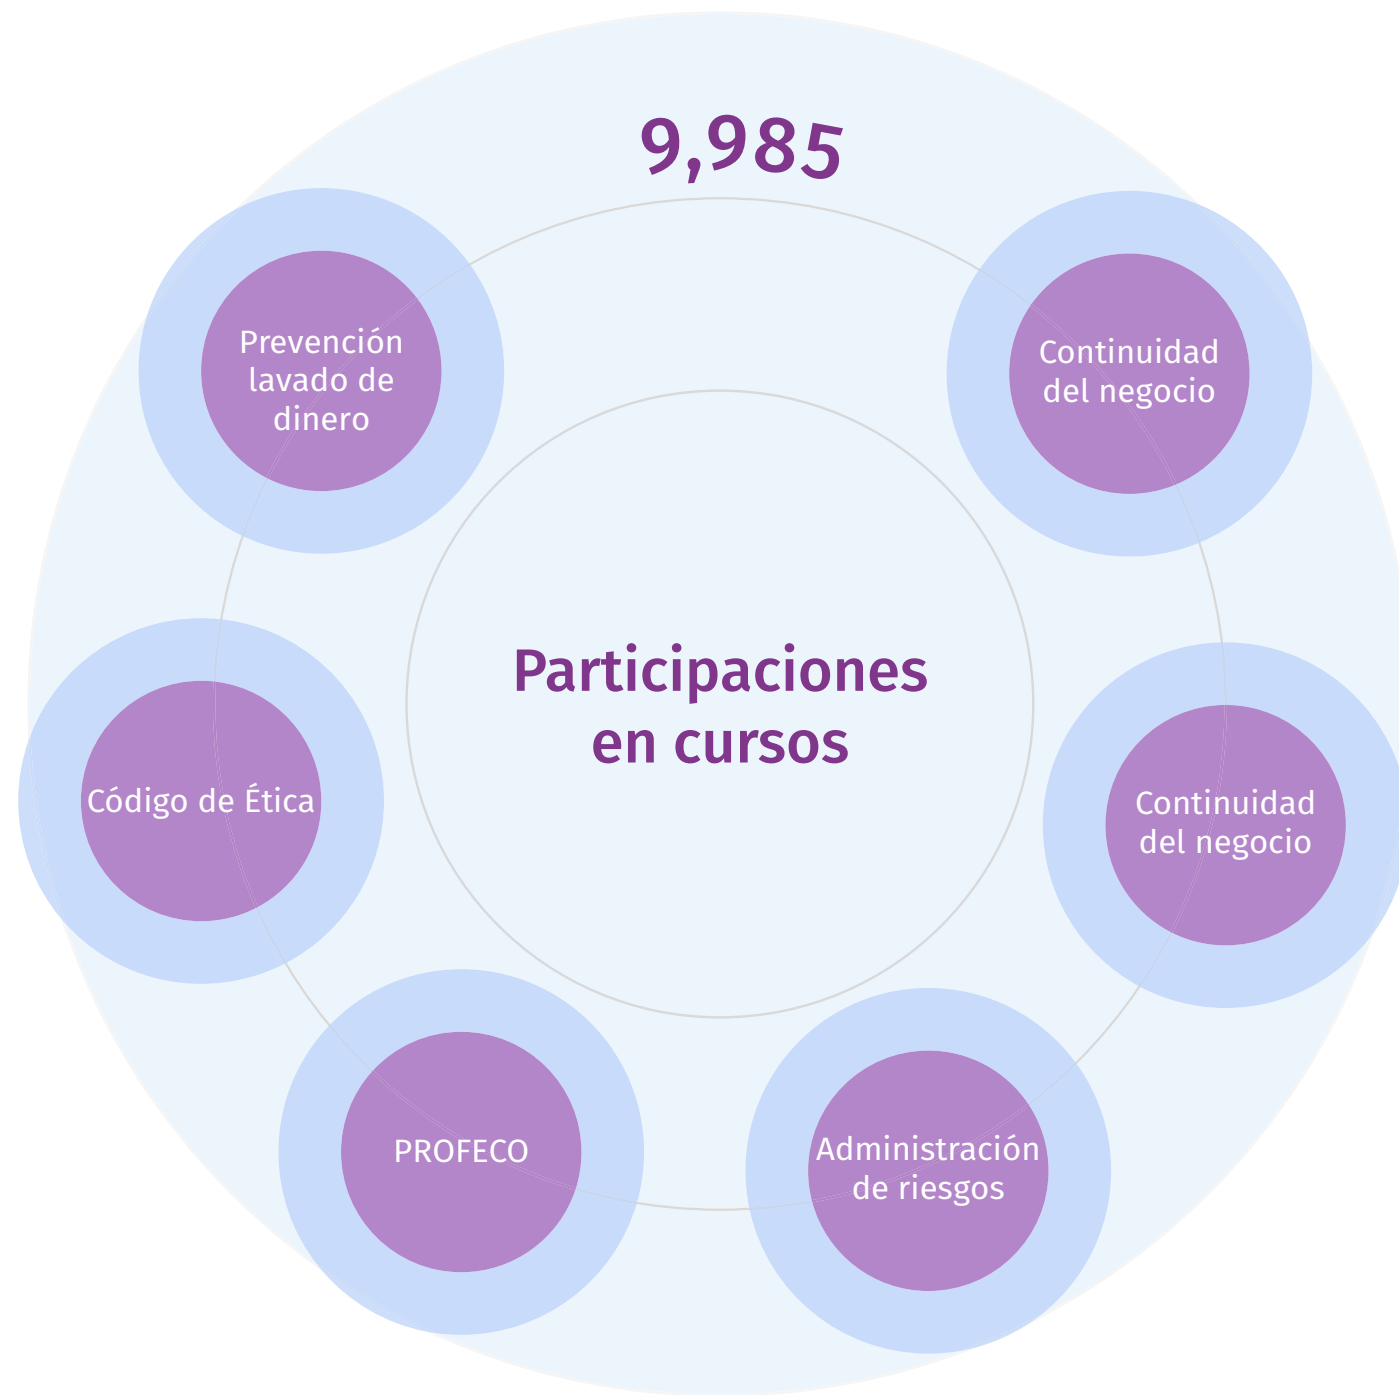 9,985
Prevención
lavado de
dinero
Continuidad
del negocio
Participaciones
en cursos
Código de Ética
Continuidad
del negocio
PROFECO
Administración
de riesgos